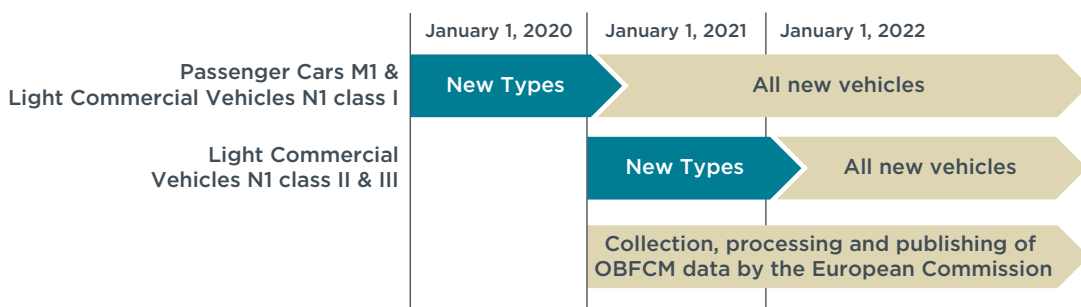 January 1, 2020
January 1, 2021
January 1, 2022
Passenger Cars M1 &
Light Commercial Vehicles N1 class I
New Types
All new vehicles
Light Commercial
Vehicles N1 class II & III
New Types
All new vehicles
Collection, processing and publishing of
OBFCM data by the European Commission